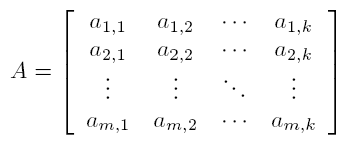 A = [ a_{1,1} a_{1,2} ⋯ a_{1,k}
a_{2,1} a_{2,2} ⋯ a_{2,k}
⋮ ⋮ ⋱ ⋮
a_{m,1} a_{m,2} ⋯ a_{m,k} ]